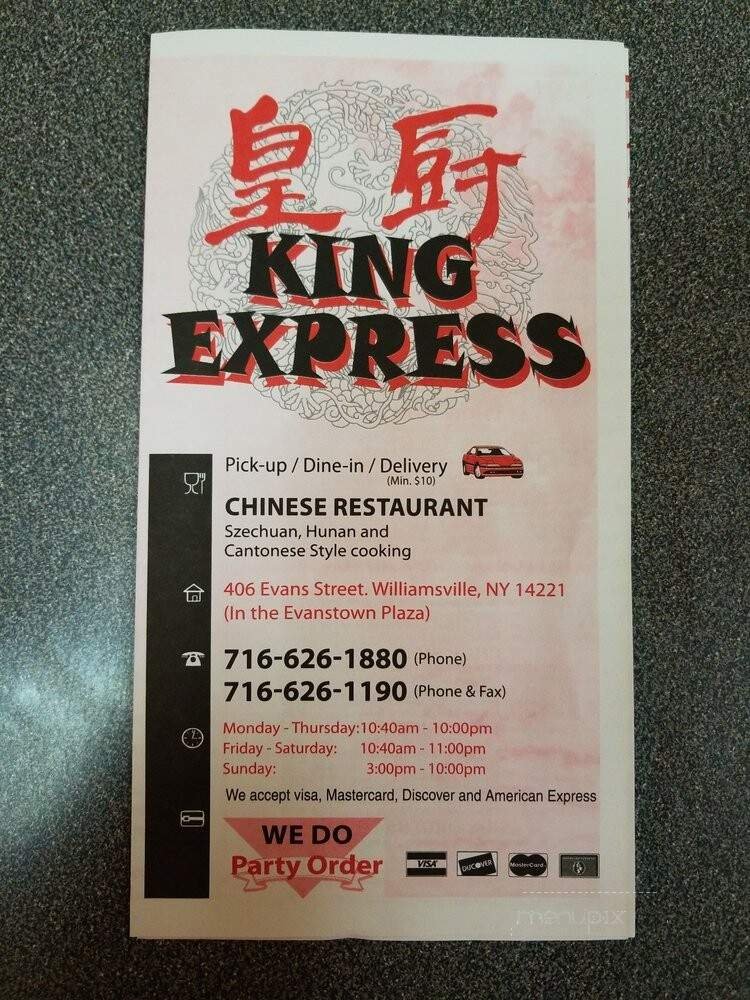 皇厨
KING
EXPRESS
Pick-up / Dine-in / Delivery
(Min. $10)
CHINESE RESTAURANT
Szechuan, Hunan and
Cantonese Style cooking
406 Evans Street. Williamsville, NY 14221
(In the Evanstown Plaza)
716-626-1880 (Phone)
716-626-1190 (Phone & Fax)
Monday - Thursday:10:40am - 10:00pm
Friday - Saturday: 10:40am - 11:00pm
Sunday: 3:00pm - 10:00pm
We accept visa, Mastercard, Discover and American Express
WE DO
Party Order
VISA DISCOVER MasterCard
menupix